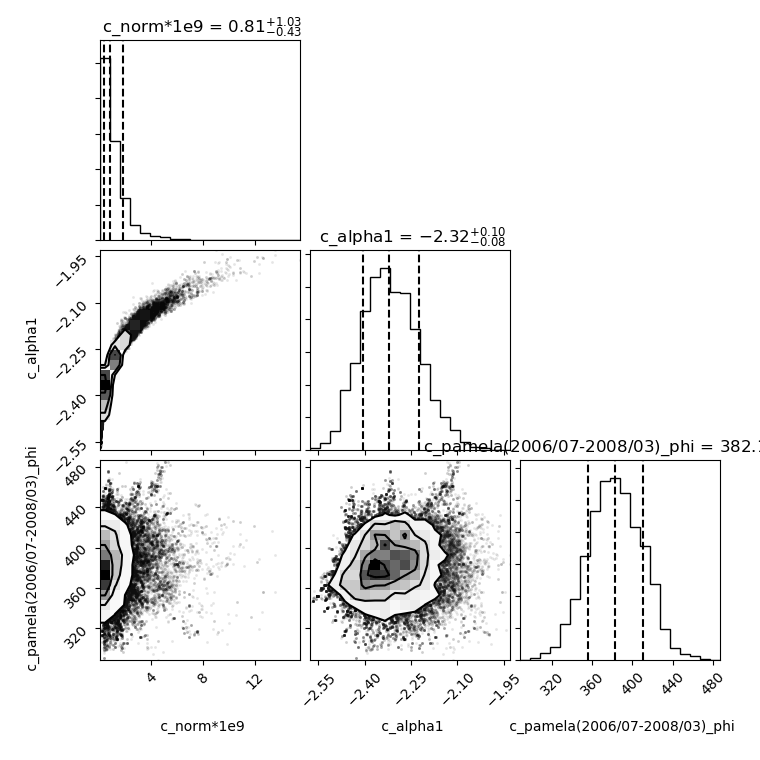 c_norm*1e9 = 0.81^{+1.03}_{-0.43}
c_alpha1 = −2.32^{+0.10}_{-0.08}
c_pamela(2006/07-2008/03)_phi = 382.
c_alpha1
−1.95
−2.10
−2.25
−2.40
−2.55
c_pamela(2006/07-2008/03)_phi
480
440
400
360
320
4 8 12
−2.55 −2.40 −2.25 −2.10 −1.95
320 360 400 440 480
c_norm*1e9 c_alpha1 c_pamela(2006/07-2008/03)_phi